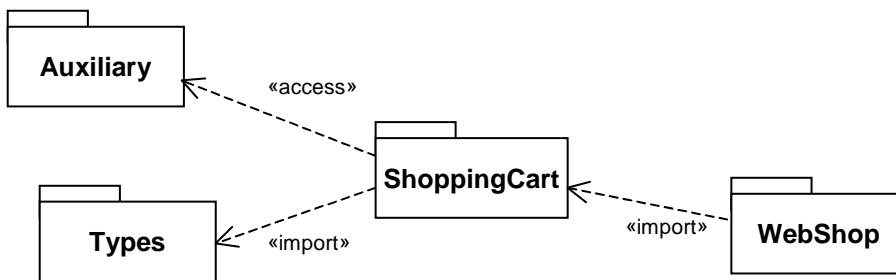 Auxiliary
«access»
ShoppingCart
Types
«import»
«import»
WebShop